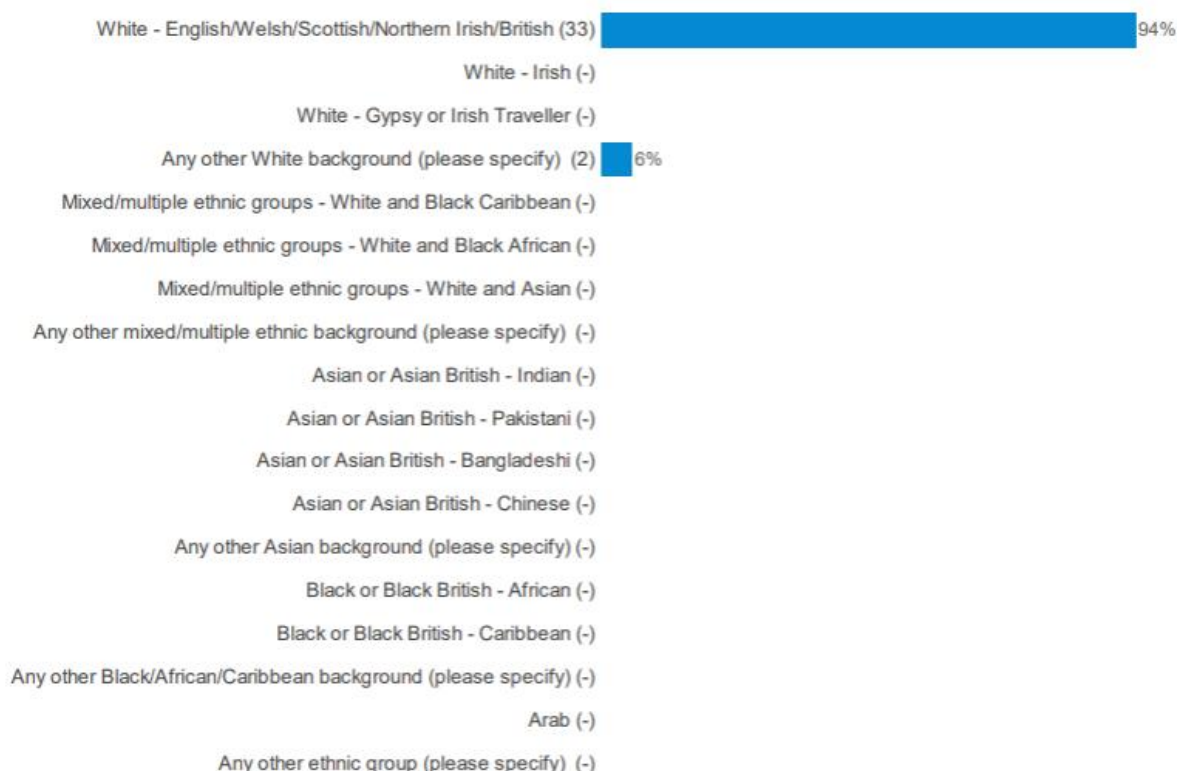 White - English/Welsh/Scottish/Northern Irish/British (33) 94%
White - Irish (-)
White - Gypsy or Irish Traveller (-)
Any other White background (please specify) (2) 6%
Mixed/multiple ethnic groups - White and Black Caribbean (-)
Mixed/multiple ethnic groups - White and Black African (-)
Mixed/multiple ethnic groups - White and Asian (-)
Any other mixed/multiple ethnic background (please specify) (-)
Asian or Asian British - Indian (-)
Asian or Asian British - Pakistani (-)
Asian or Asian British - Bangladeshi (-)
Asian or Asian British - Chinese (-)
Any other Asian background (please specify) (-)
Black or Black British - African (-)
Black or Black British - Caribbean (-)
Any other Black/African/Caribbean background (please specify) (-)
Arab (-)
Any other ethnic group (please specify) (-)